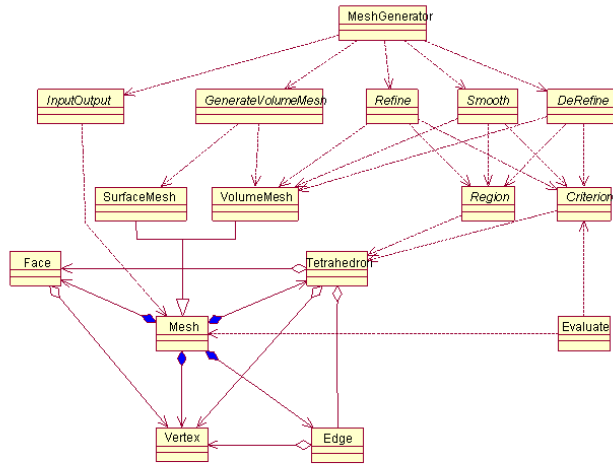 MeshGenerator
InputOutput
GenerateVolumeMesh
Refine
Smooth
DeRefine
SurfaceMesh
VolumeMesh
Region
Criterion
Face
Tetrahedron
Mesh
Evaluate
Vertex
Edge